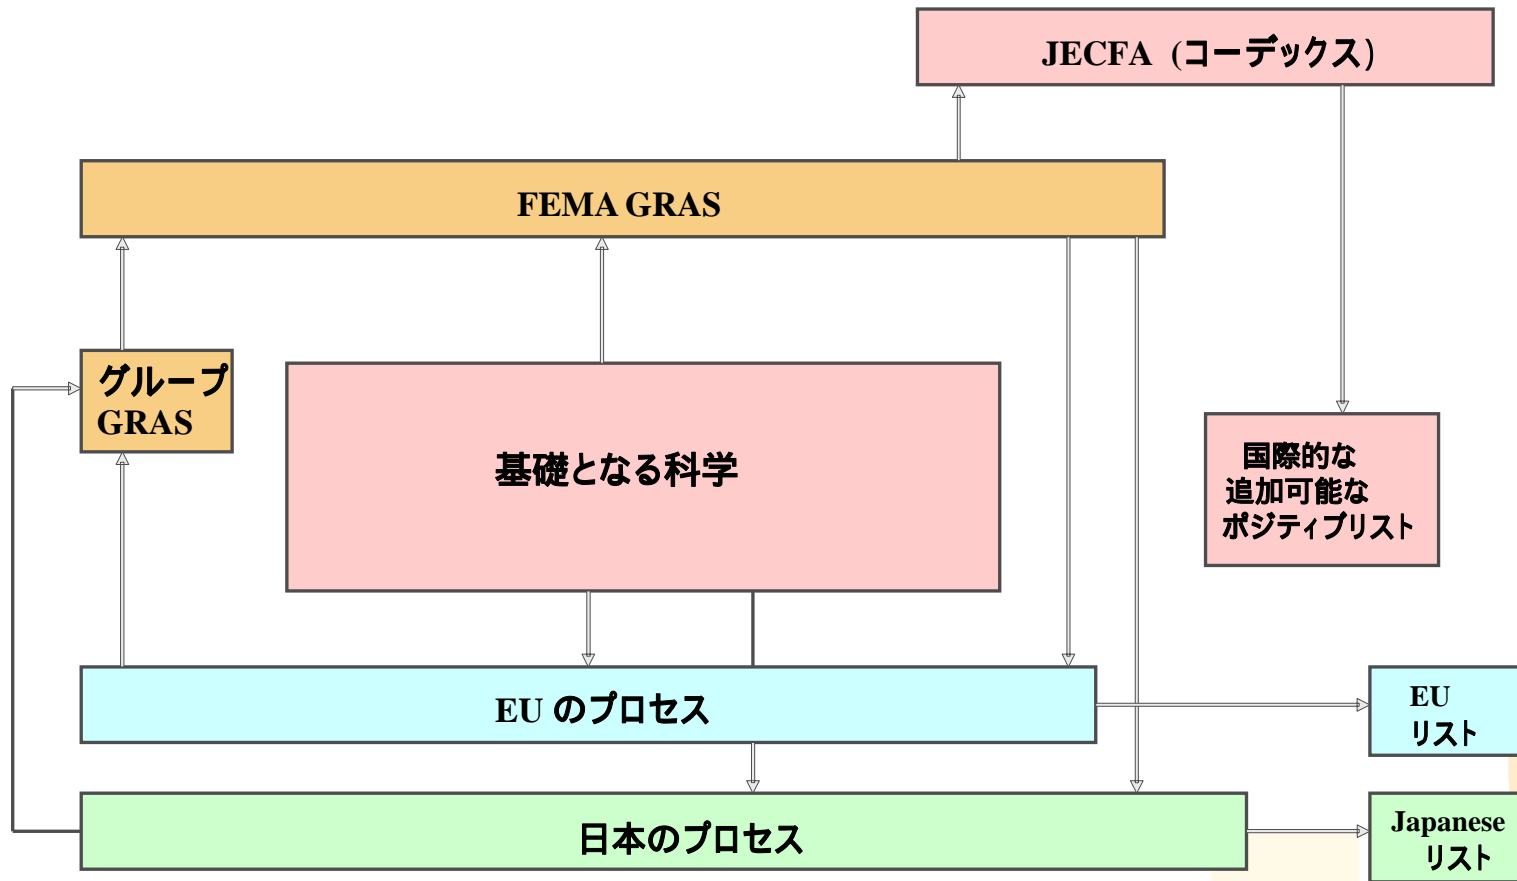 JECFA (コーデックス)
FEMA GRAS
グループ
GRAS
基礎となる科学
国際的な
追加可能な
ポジティブリスト
EU のプロセス
EU
リスト
日本のプロセス
Japanese
リスト